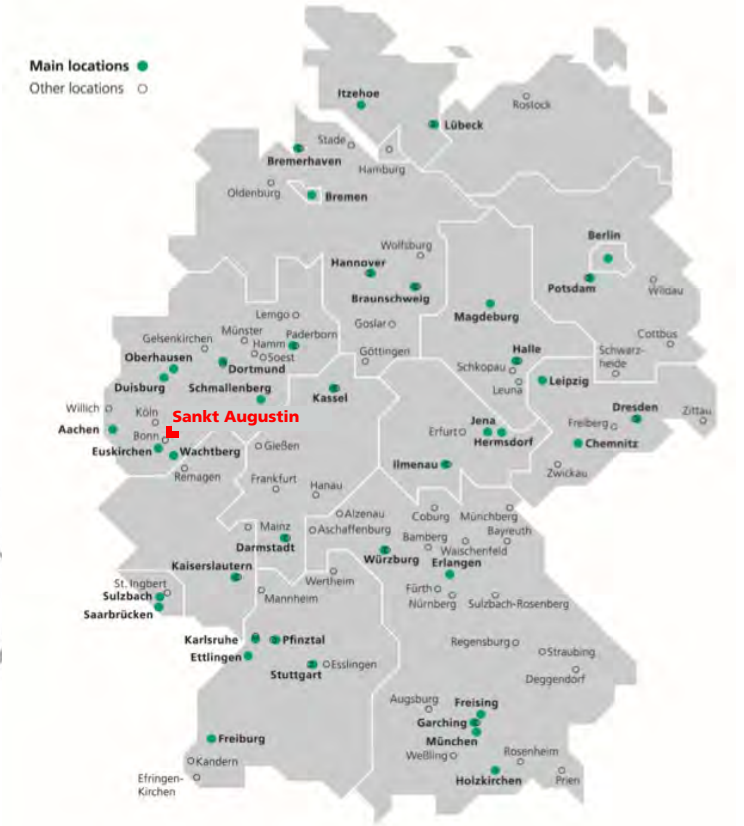 Main locations
Other locations
Itzehoe
Rostock
Lübeck
Stade
Bremerhaven
Hamburg
Oldenburg
Bremen
Berlin
Wolfsburg
Hannover
Potsdam
Wildau
Braunschweig
Magdeburg
Lemgo
Goslar
Münster
Paderborn
Gelsenkirchen
Hamm
Cottbus
Oberhausen
Soest
Göttingen
Halle
Schwarz-
heide
Dortmund
Schkopau
Duisburg
Schmallenberg
Leuna
Leipzig
Kassel
Willich
Köln
Sankt Augustin
Dresden
Zittau
Aachen
Bonn
Jena
Erfurt
Freiberg
Hermsdorf
Chemnitz
Euskirchen
Wachtberg
Gießen
Ilmenau
Zwickau
Remagen
Frankfurt
Hanau
Alzenau
Coburg
Münchberg
Mainz
Aschaffenburg
Bayreuth
Bamberg
Darmstadt
Waischenfeld
Würzburg
Erlangen
Kaiserslautern
Wertheim
St. Ingbert
Sulzbach
Mannheim
Fürth
Nürnberg
Sulzbach-Rosenberg
Saarbrücken
Karlsruhe
Pfinztal
Regensburg
Straubing
Ettlingen
Esslingen
Stuttgart
Deggendorf
Augsburg
Freising
Garching
Freiburg
München
Weßling
Rosenheim
Kandern
Efringen-
Kirchen
Holzkirchen
Prien